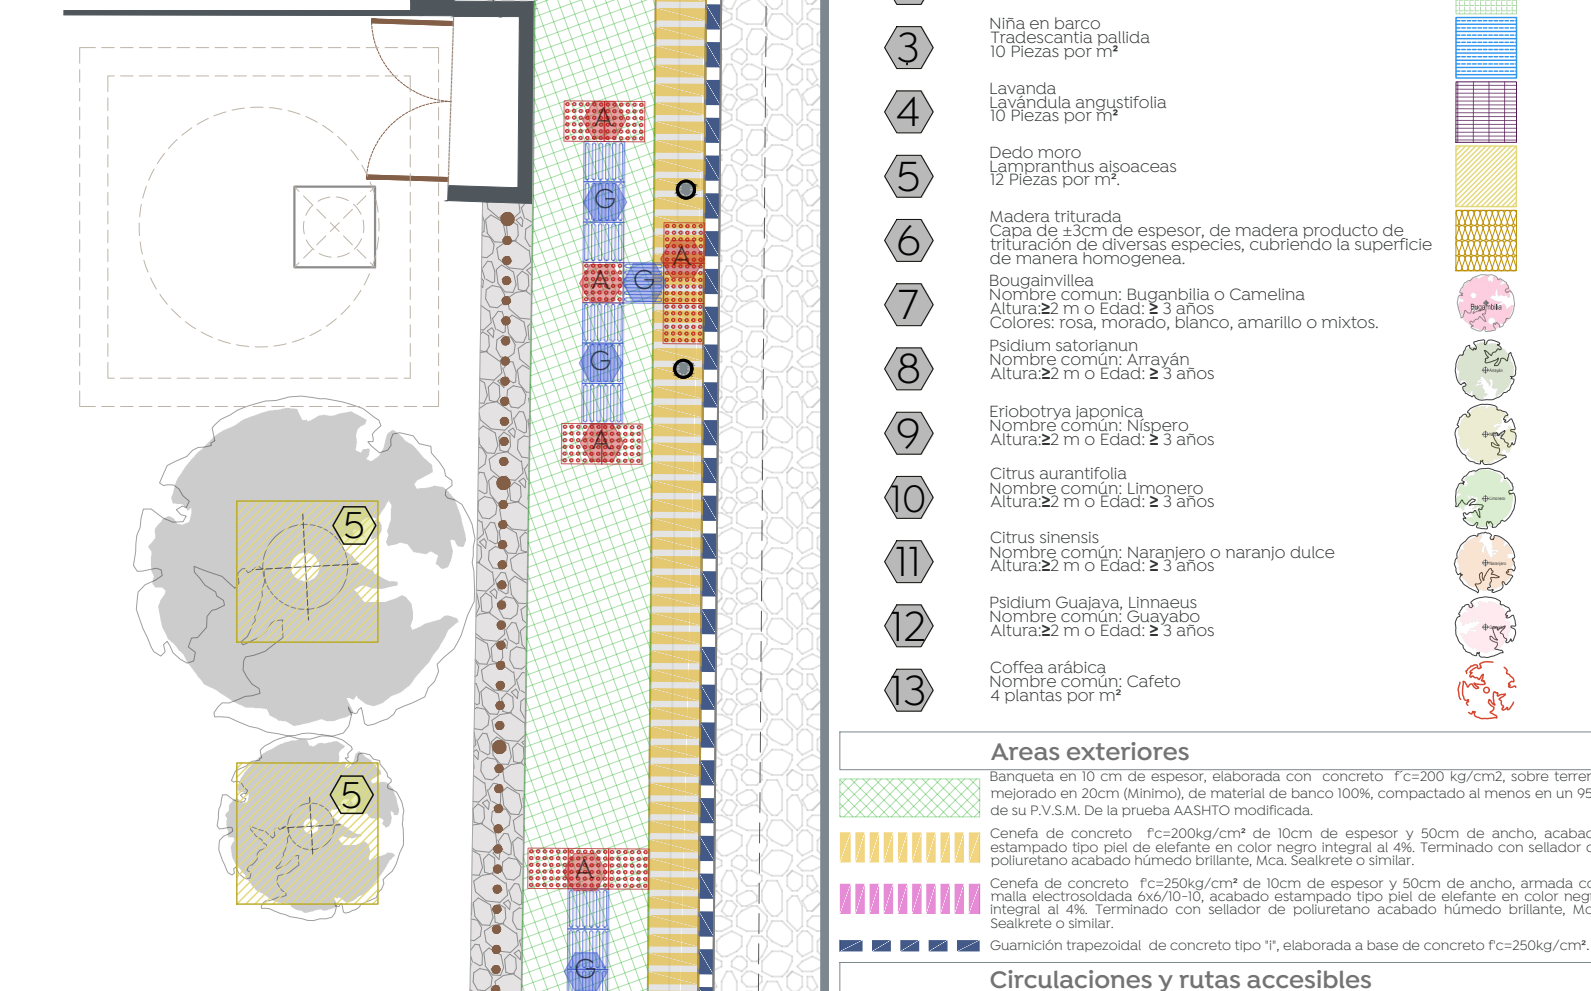 A
G
A
A
G
G
A
5
5
A
G
3
Niña en barco
Tradescantia pallida
10 Piezas por m²
4
Lavanda
Lavándula angustifolia
10 Piezas por m²
5
Dedo moro
Lampranthus aisoaceas
12 Piezas por m².
6
Madera triturada
Capa de ±3cm de espesor, de madera producto de
trituración de diversas especies, cubriendo la superficie
de manera homogenea.
7
Bougainvillea
Nombre comun: Buganbilia o Camelina
Altura:≥2 m o Edad: ≥ 3 años
Colores: rosa, morado, blanco, amarillo o mixtos.
Buganbilia
8
Psidium satorianun
Nombre común: Arrayán
Altura:≥2 m o Edad: ≥ 3 años
Arrayán
9
Eriobotrya japonica
Nombre común: Níspero
Altura:≥2 m o Edad: ≥ 3 años
10
Citrus aurantifolia
Nombre común: Limonero
Altura:≥2 m o Edad: ≥ 3 años
Limonero
11
Citrus sinensis
Nombre común: Naranjero o naranjo dulce
Altura:≥2 m o Edad: ≥ 3 años
Naranjero
12
Psidium Guajava, Linnaeus
Nombre común: Guayabo
Altura:≥2 m o Edad: ≥ 3 años
13
Coffea arábica
Nombre común: Cafeto
4 plantas por m²
Areas exteriores
Banqueta en 10 cm de espesor, elaborada con concreto f´c=200 kg/cm2, sobre terren
mejorado en 20cm (Minimo), de material de banco 100%, compactado al menos en un 95
de su P.V.S.M. De la prueba AASHTO modificada.
Cenefa de concreto f'c=200kg/cm² de 10cm de espesor y 50cm de ancho, acabad
estampado tipo piel de elefante en color negro integral al 4%. Terminado con sellador d
poliuretano acabado húmedo brillante, Mca. Sealkrete o similar.
Cenefa de concreto f'c=250kg/cm² de 10cm de espesor y 50cm de ancho, armada co
malla electrosoldada 6x6/10-10, acabado estampado tipo piel de elefante en color negr
integral al 4%. Terminado con sellador de poliuretano acabado húmedo brillante, Mc
Sealkrete o similar.
Guarnición trapezoidal de concreto tipo "i", elaborada a base de concreto f'c=250kg/cm².
Circulaciones y rutas accesibles